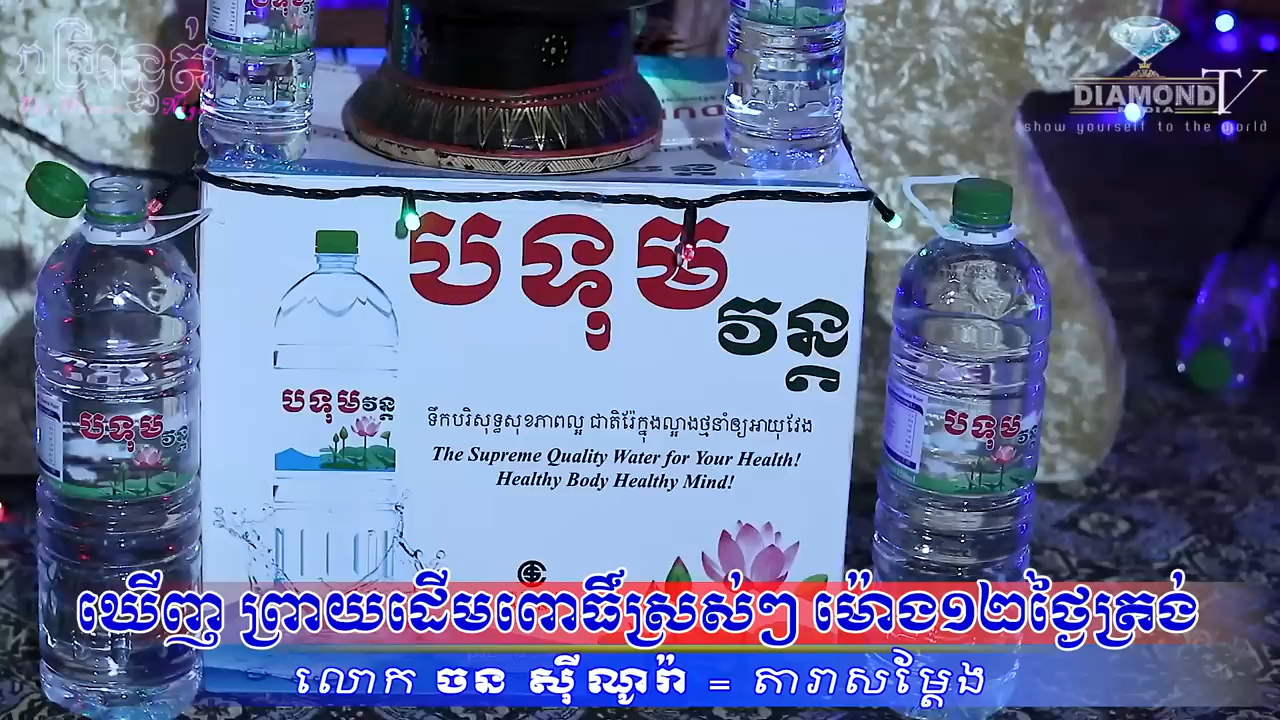 DIAMOND TV
MEDIA
show yourself to the world
បទុម
វត្ត
បទុមវត្ត
ទឹកបរិសុទ្ធសុខភាពល្អ ជាតិរ៉ែក្នុងល្អាងថ្មនាំឲ្យអាយុវែង
The Supreme Quality Water for Your Health!
Healthy Body Healthy Mind!
បទុមវត្ត
បទុមវត្ត
ឃើញ ព្រាយដើមពោធិ៍ស្រស់ៗ ម៉ោង១២ថ្ងៃត្រង់
លោក ចន ស៊ីណូរ៉ា = តារាសម្ដែង